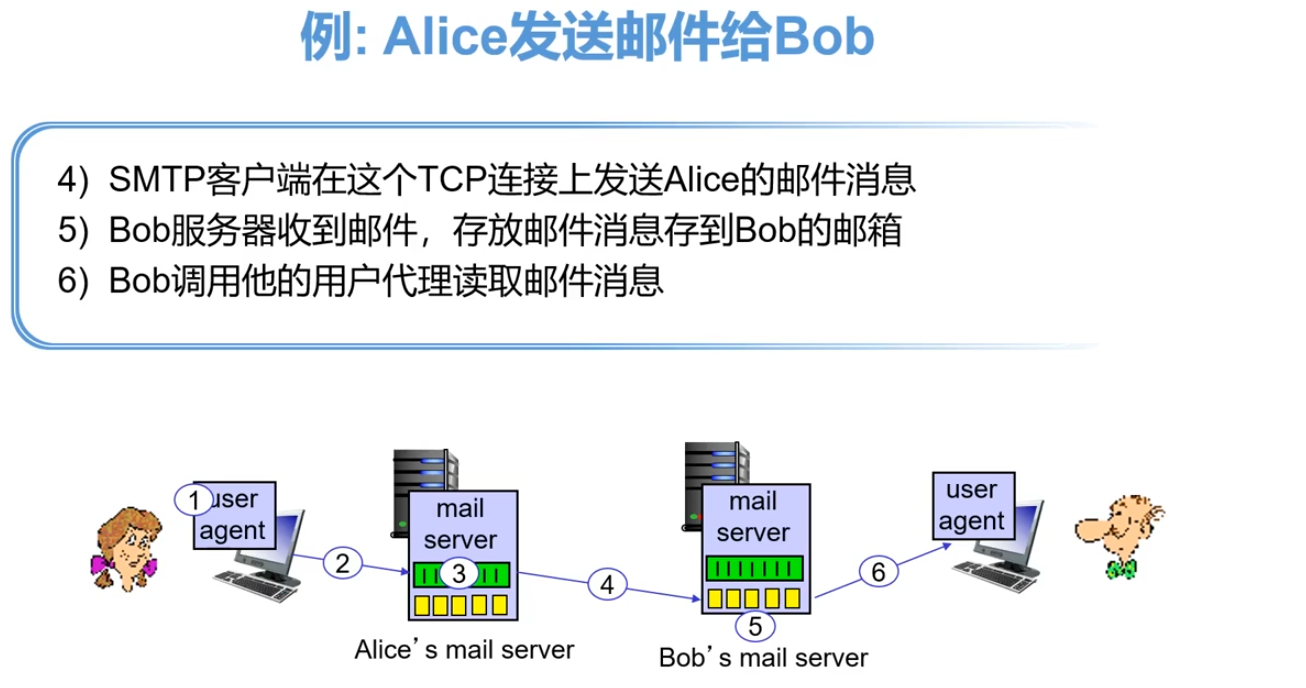 例: Alice发送邮件给Bob
4) SMTP客户端在这个TCP连接上发送Alice的邮件消息
5) Bob服务器收到邮件，存放邮件消息存到Bob的邮箱
6) Bob调用他的用户代理读取邮件消息
1
user
agent
2
mail
server
3
4
mail
server
5
6
user
agent
Alice’s mail server
Bob’s mail server